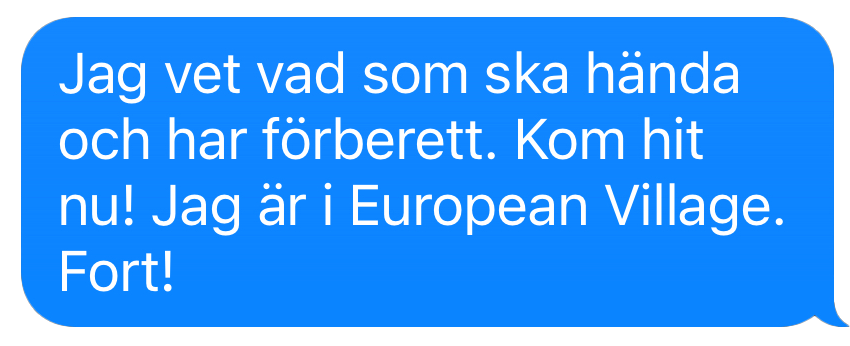 Jag vet vad som ska hända
och har förberett. Kom hit
nu! Jag är i European Village.
Fort!